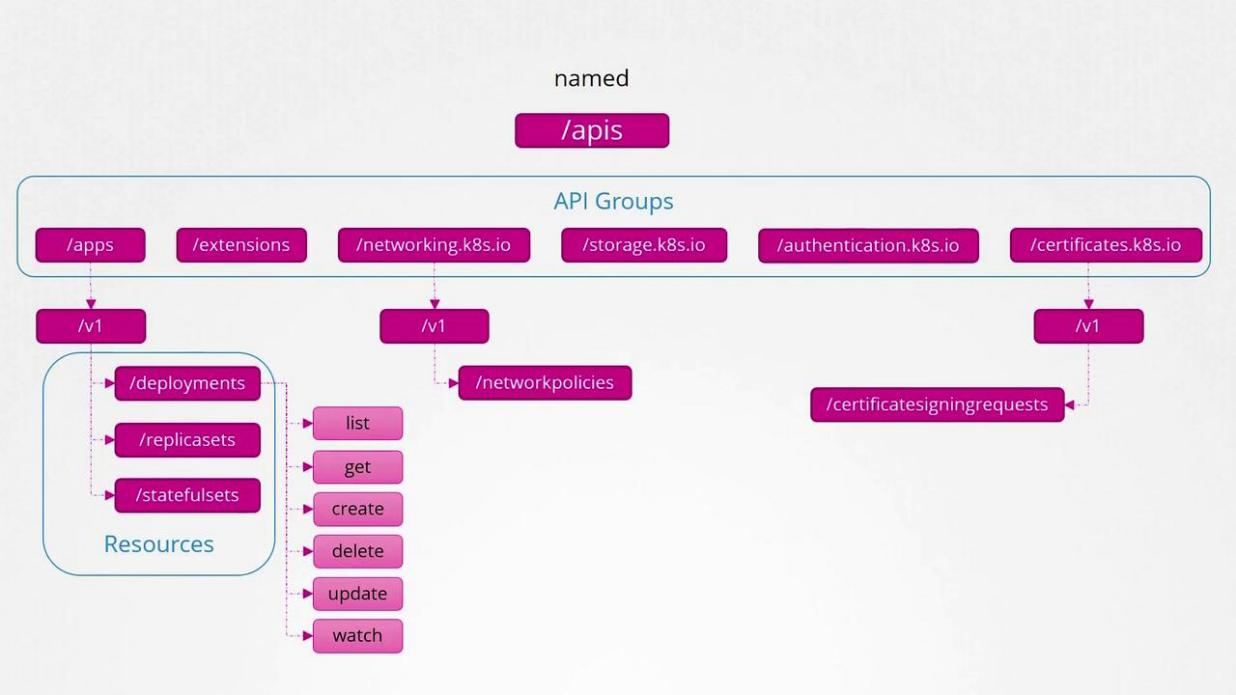 named
/apis
API Groups
/apps
/extensions
/networking.k8s.io
/storage.k8s.io
/authentication.k8s.io
/certificates.k8s.io
/v1
/v1
/v1
/deployments
/networkpolicies
/certificatesigningrequests
/replicasets
/statefulsets
Resources
list
get
create
delete
update
watch